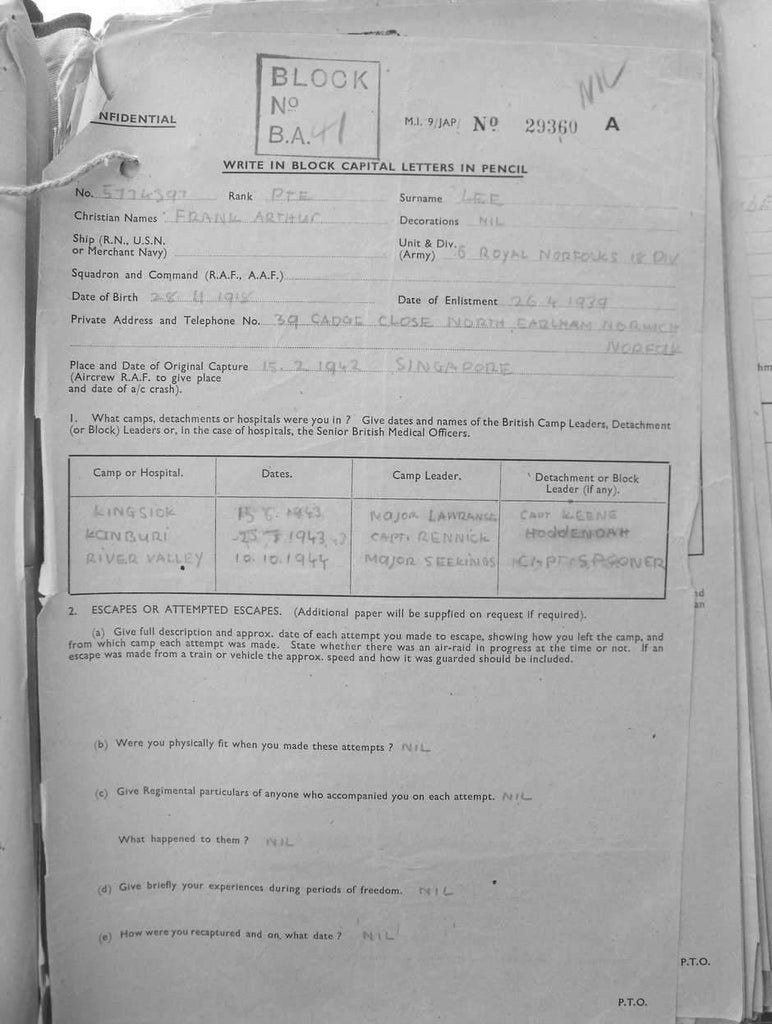 BLOCK
Nº
B.A. 41
NIL
NFIDENTIAL
M.I. 9/JAP/ Nº 29360 A
WRITE IN BLOCK CAPITAL LETTERS IN PENCIL
No. 5774397 Rank PTE Surname LEE
Christian Names FRANK ARTHUR Decorations NIL
Ship (R.N., U.S.N. or Merchant Navy)
Unit & Div. (Army) 6 ROYAL NORFOLKS 18 DIV
Squadron and Command (R.A.F., A.A.F.)
Date of Birth 28 11 1918 Date of Enlistment 26 4 1939
Private Address and Telephone No. 39 CADGE CLOSE NORTH EARLHAM NORWICH
NORFOLK
Place and Date of Original Capture 15.2.1942 SINGAPORE
(Aircrew R.A.F. to give place
and date of a/c crash).
1. What camps, detachments or hospitals were you in ? Give dates and names of the British Camp Leaders, Detachment
(or Block) Leaders or, in the case of hospitals, the Senior British Medical Officers.
Camp or Hospital. Dates. Camp Leader. Detachment or Block
Leader (if any).
KINGSIOK 1943 MAJOR LAWRANCE CAPT KEENE
KANBURI 1943 CAPT. RENNICK
RIVER VALLEY 10.10.1944 MAJOR SEEKINGS CAPT SPOONER
2. ESCAPES OR ATTEMPTED ESCAPES. (Additional paper will be supplied on request if required).
(a) Give full description and approx. date of each attempt you made to escape, showing how you left the camp, and
from which camp each attempt was made. State whether there was an air-raid in progress at the time or not. If an
escape was made from a train or vehicle the approx. speed and how it was guarded should be included.
(b) Were you physically fit when you made these attempts ? NIL
(c) Give Regimental particulars of anyone who accompanied you on each attempt. NIL
What happened to them ? NIL
(d) Give briefly your experiences during periods of freedom. NIL
(e) How were you recaptured and on what date ? NIL
P.T.O.
P.T.O.